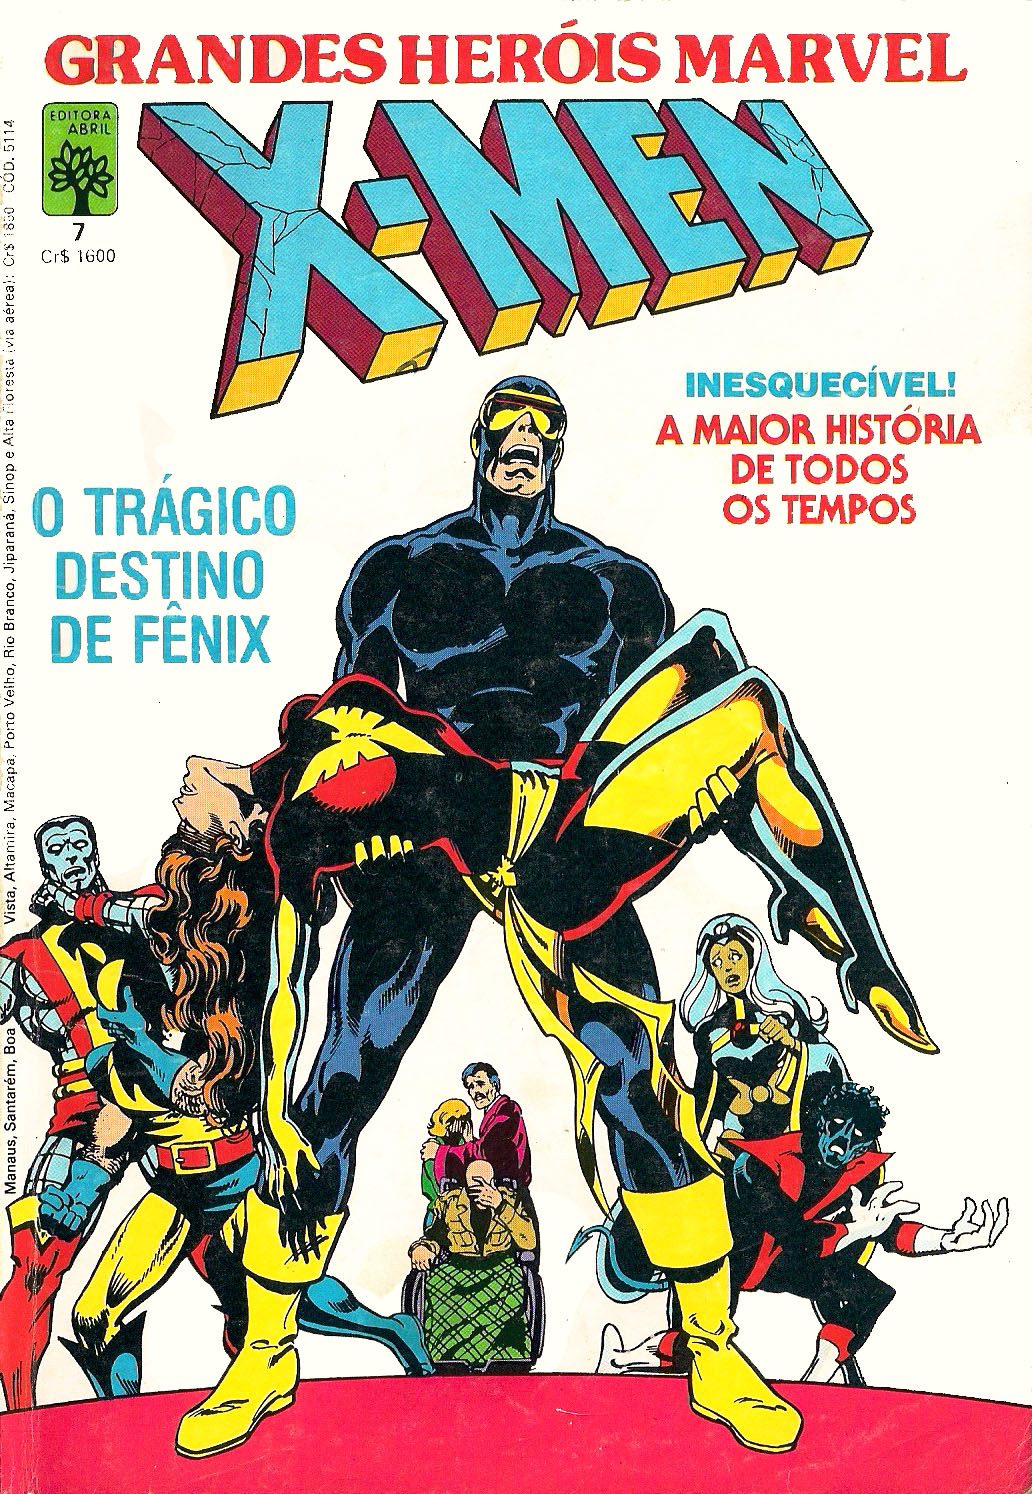 GRANDES HERÓIS MARVEL
EDITORA
ABRIL
7
Cr$ 1600
X-MEN
INESQUECÍVEL!
A MAIOR HISTÓRIA
DE TODOS
OS TEMPOS
O TRÁGICO
DESTINO
DE FÊNIX
Manaus, Santarém, Boa Vista, Altamira, Macapá, Porto Velho, Rio Branco, Jiparaná, Sinop e Alta Floresta (via aérea): Cr$ CÓD. 5114